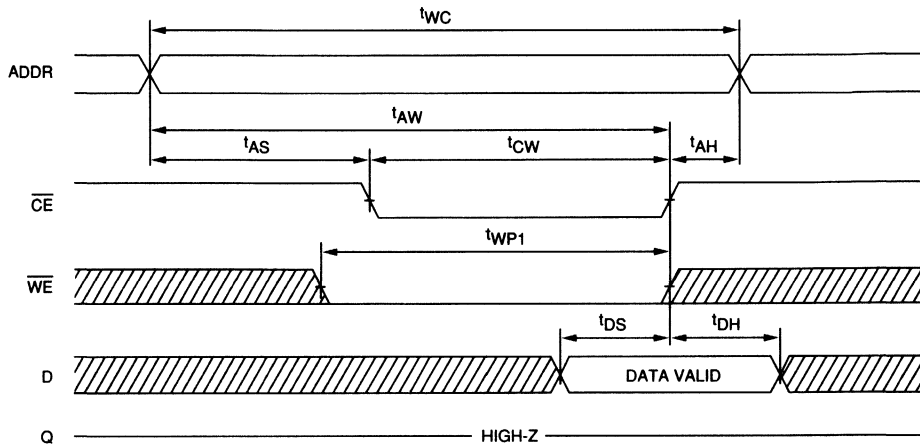 tWC
ADDR
tAW
tAS
tCW
tAH
CE
tWP1
WE
tDS
tDH
D
DATA VALID
Q
HIGH-Z